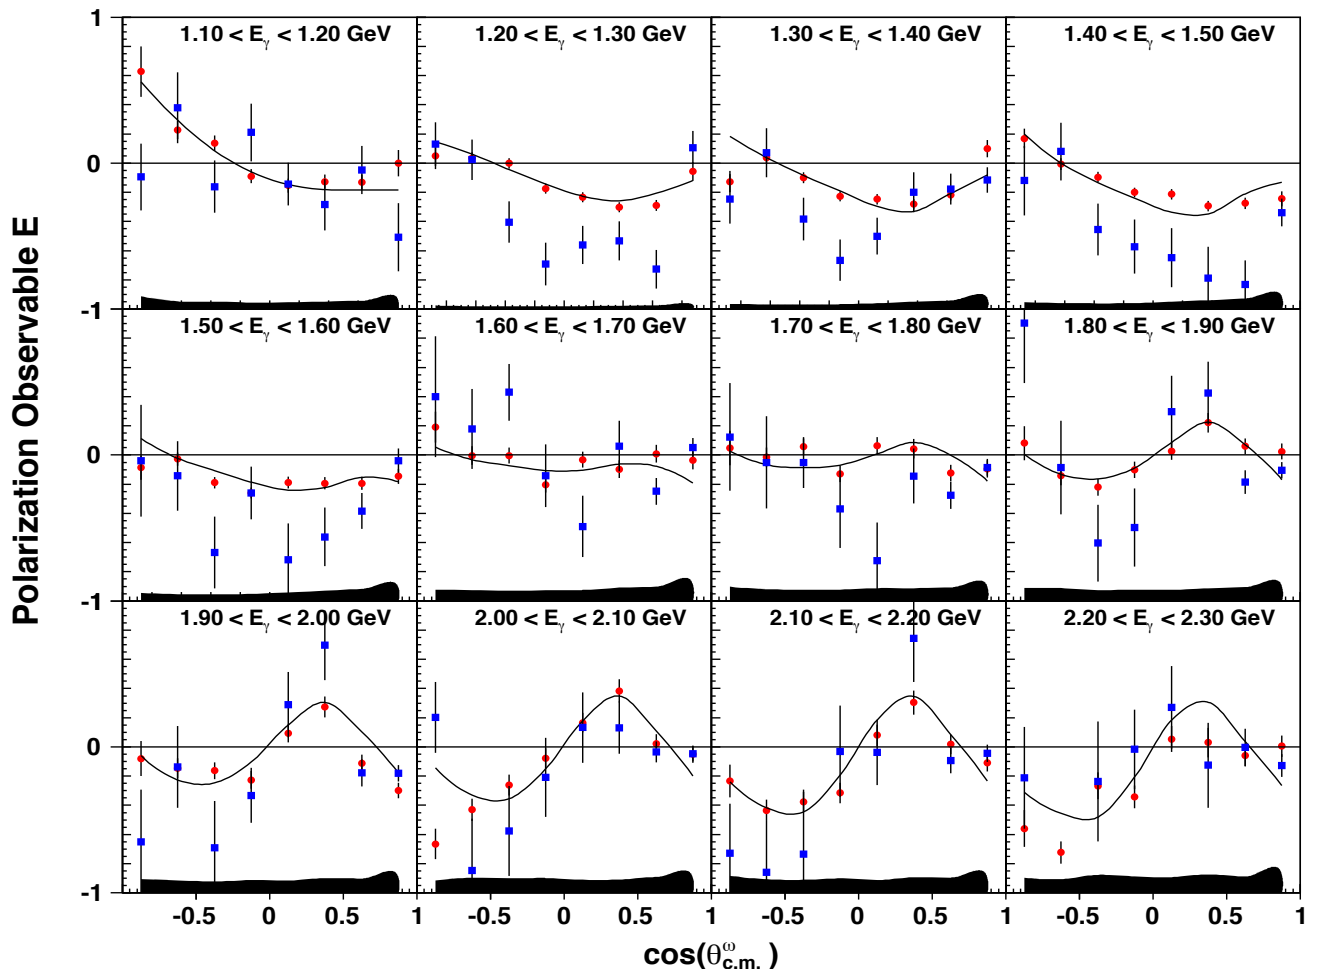 1.10 < Eγ < 1.20 GeV
1.20 < Eγ < 1.30 GeV
1.30 < Eγ < 1.40 GeV
1.40 < Eγ < 1.50 GeV
1
0
-1
1.50 < Eγ < 1.60 GeV
1.60 < Eγ < 1.70 GeV
1.70 < Eγ < 1.80 GeV
1.80 < Eγ < 1.90 GeV
0
-1
1.90 < Eγ < 2.00 GeV
2.00 < Eγ < 2.10 GeV
2.10 < Eγ < 2.20 GeV
2.20 < Eγ < 2.30 GeV
0
-1
-0.5 0 0.5
-0.5 0 0.5
-0.5 0 0.5
-0.5 0 0.5 1
1
Polarization Observable E
cos(θ^ω_c.m. )